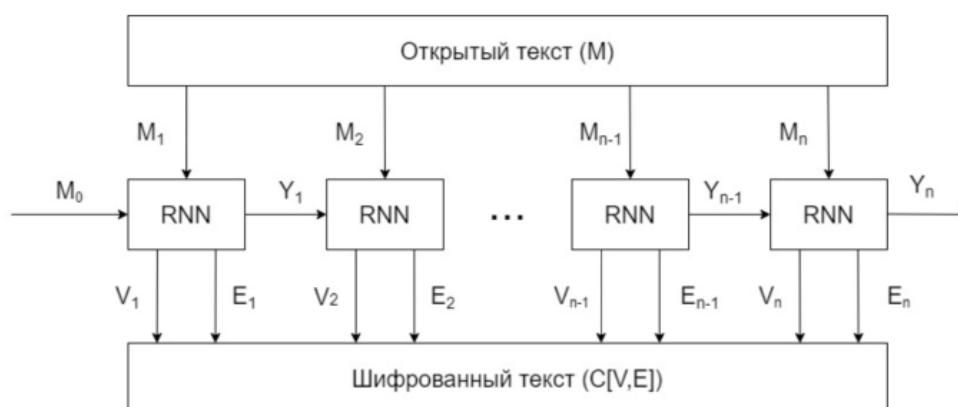 Открытый текст (M)
M₁ M₂ Mₙ₋₁ Mₙ
M₀ RNN Y₁ RNN ... RNN Yₙ₋₁ RNN Yₙ
V₁ E₁ V₂ E₂ Vₙ₋₁ Eₙ₋₁ Vₙ Eₙ
Шифрованный текст (C[V,E])